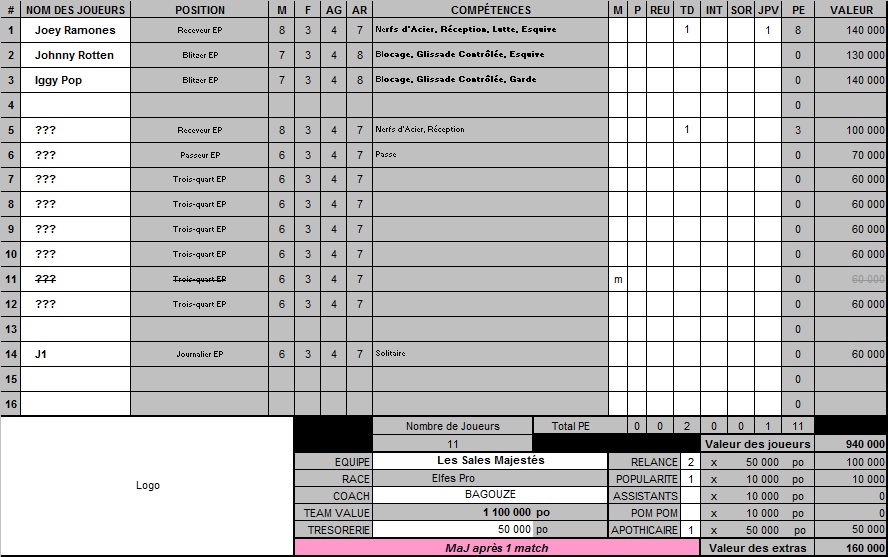 # NOM DES JOUEURS POSITION M F AG AR COMPÉTENCES M P REU TD INT SOR JPV PE VALEUR
1 Joey Ramones Receveur EP 8 3 4 7 Nerfs d'Acier, Réception, Lutte, Esquive 1 1 8 140 000
2 Johnny Rotten Blitzer EP 7 3 4 8 Blocage, Glissade Contrôlée, Esquive 0 130 000
3 Iggy Pop Blitzer EP 7 3 4 8 Blocage, Glissade Contrôlée, Garde 0 140 000
4 0
5 ??? Receveur EP 8 3 4 7 Nerfs d'Acier, Réception 1 3 100 000
6 ??? Passeur EP 6 3 4 7 Passe 0 70 000
7 ??? Trois-quart EP 6 3 4 7 0 60 000
8 ??? Trois-quart EP 6 3 4 7 0 60 000
9 ??? Trois-quart EP 6 3 4 7 0 60 000
10 ??? Trois-quart EP 6 3 4 7 0 60 000
11 ??? Trois-quart EP 6 3 4 7 m 0 60 000
12 ??? Trois-quart EP 6 3 4 7 0 60 000
13 0
14 J1 Journalier EP 6 3 4 7 Solitaire 0 60 000
15 0
16 0
Nombre de Joueurs Total PE 0 0 2 0 0 1 11
11 Valeur des joueurs 940 000
EQUIPE Les Sales Majestés RELANCE 2 x 50 000 po 100 000
RACE Elfes Pro POPULARITE 1 x 10 000 po 10 000
Logo
COACH BAGOUZE ASSISTANTS x 10 000 po 0
TEAM VALUE 1 100 000 po POM POM x 10 000 po 0
TRESORERIE 50 000 po APOTHICAIRE 1 x 50 000 po 50 000
MaJ après 1 match Valeur des extras 160 000